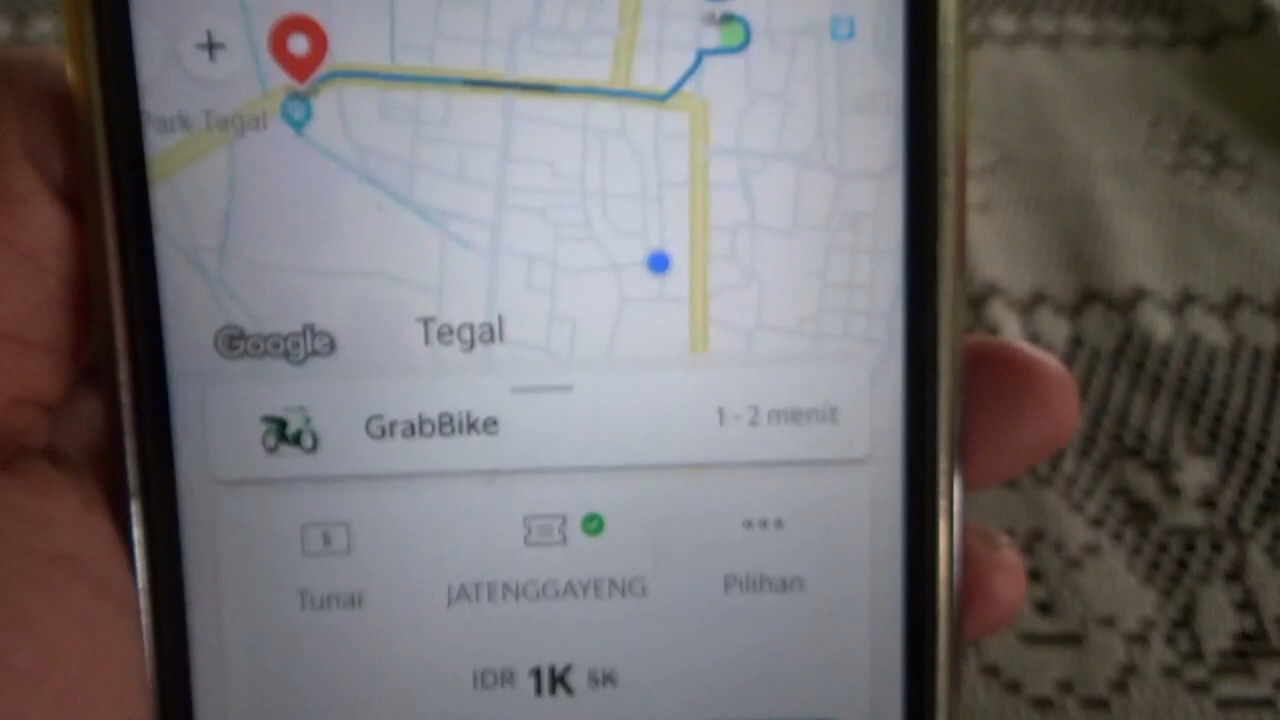 Park Tegal
Google
Tegal
GrabBike
1 - 2 menit
Tunai
JATENGGAYENG
Pilihan
IDR 1K 5K